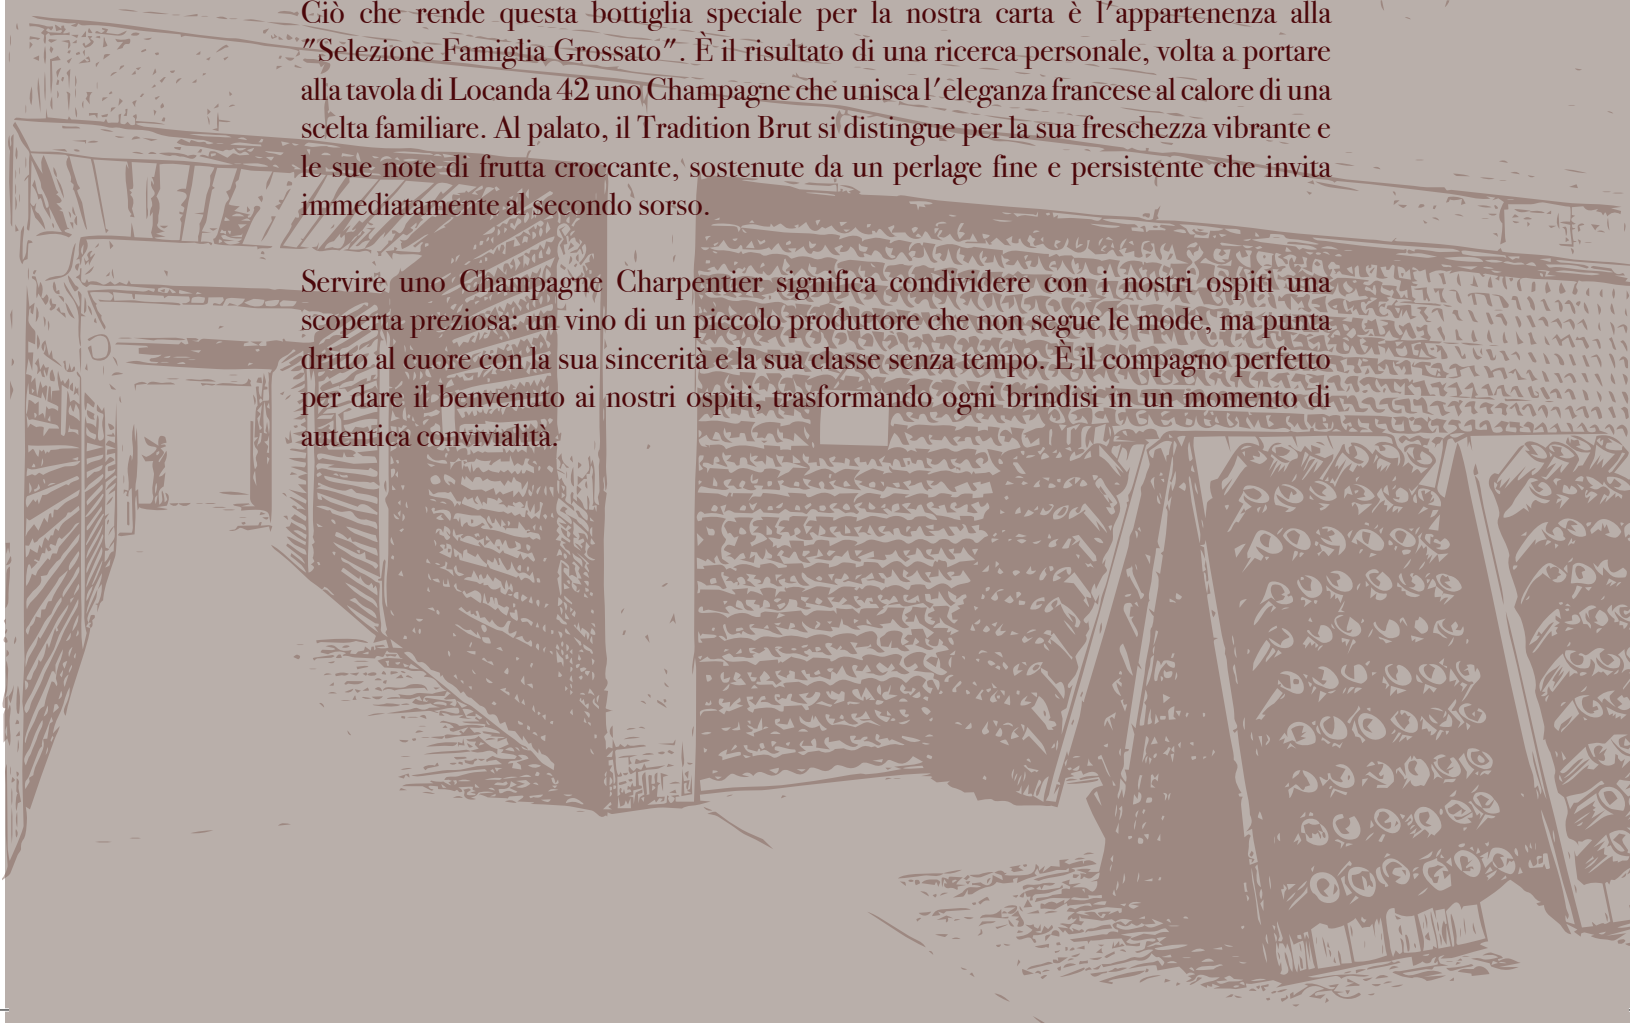 Ciò che rende questa bottiglia speciale per la nostra carta è l'appartenenza alla
"Selezione Famiglia Grossato" . È il risultato di una ricerca personale, volta a portare
alla tavola di Locanda 42 uno Champagne che unisca l'eleganza francese al calore di una
scelta familiare. Al palato, il Tradition Brut si distingue per la sua freschezza vibrante e
le sue note di frutta croccante, sostenute da un perlage fine e persistente che invita
immediatamente al secondo sorso.
Servire uno Champagne Charpentier significa condividere con i nostri ospiti una
scoperta preziosa: un vino di un piccolo produttore che non segue le mode, ma punta
dritto al cuore con la sua sincerità e la sua classe senza tempo. È il compagno perfetto
per dare il benvenuto ai nostri ospiti, trasformando ogni brindisi in un momento di
autentica convivialità.